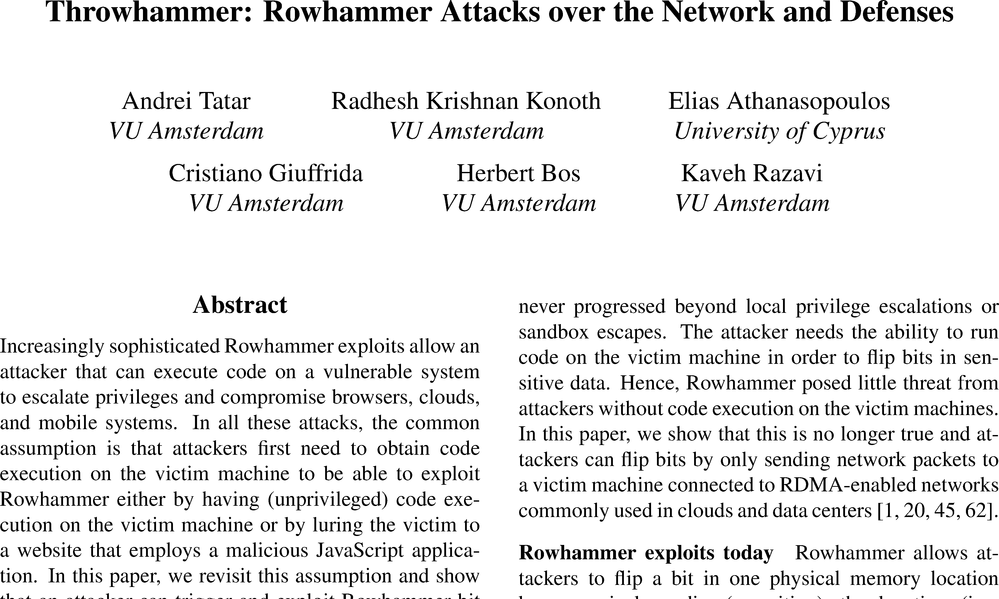 Throwhammer: Rowhammer Attacks over the Network and Defenses
Andrei Tatar
VU Amsterdam
Radhesh Krishnan Konoth
VU Amsterdam
Elias Athanasopoulos
University of Cyprus
Cristiano Giuffrida
VU Amsterdam
Herbert Bos
VU Amsterdam
Kaveh Razavi
VU Amsterdam
Abstract
Increasingly sophisticated Rowhammer exploits allow an
attacker that can execute code on a vulnerable system
to escalate privileges and compromise browsers, clouds,
and mobile systems. In all these attacks, the common
assumption is that attackers first need to obtain code
execution on the victim machine to be able to exploit
Rowhammer either by having (unprivileged) code exe-
cution on the victim machine or by luring the victim to
a website that employs a malicious JavaScript applica-
tion. In this paper, we revisit this assumption and show
that an attacker can trigger and exploit Rowhammer bit
never progressed beyond local privilege escalations or
sandbox escapes. The attacker needs the ability to run
code on the victim machine in order to flip bits in sen-
sitive data. Hence, Rowhammer posed little threat from
attackers without code execution on the victim machines.
In this paper, we show that this is no longer true and at-
tackers can flip bits by only sending network packets to
a victim machine connected to RDMA-enabled networks
commonly used in clouds and data centers [1, 20, 45, 62].
Rowhammer exploits today Rowhammer allows at-
tackers to flip a bit in one physical memory location